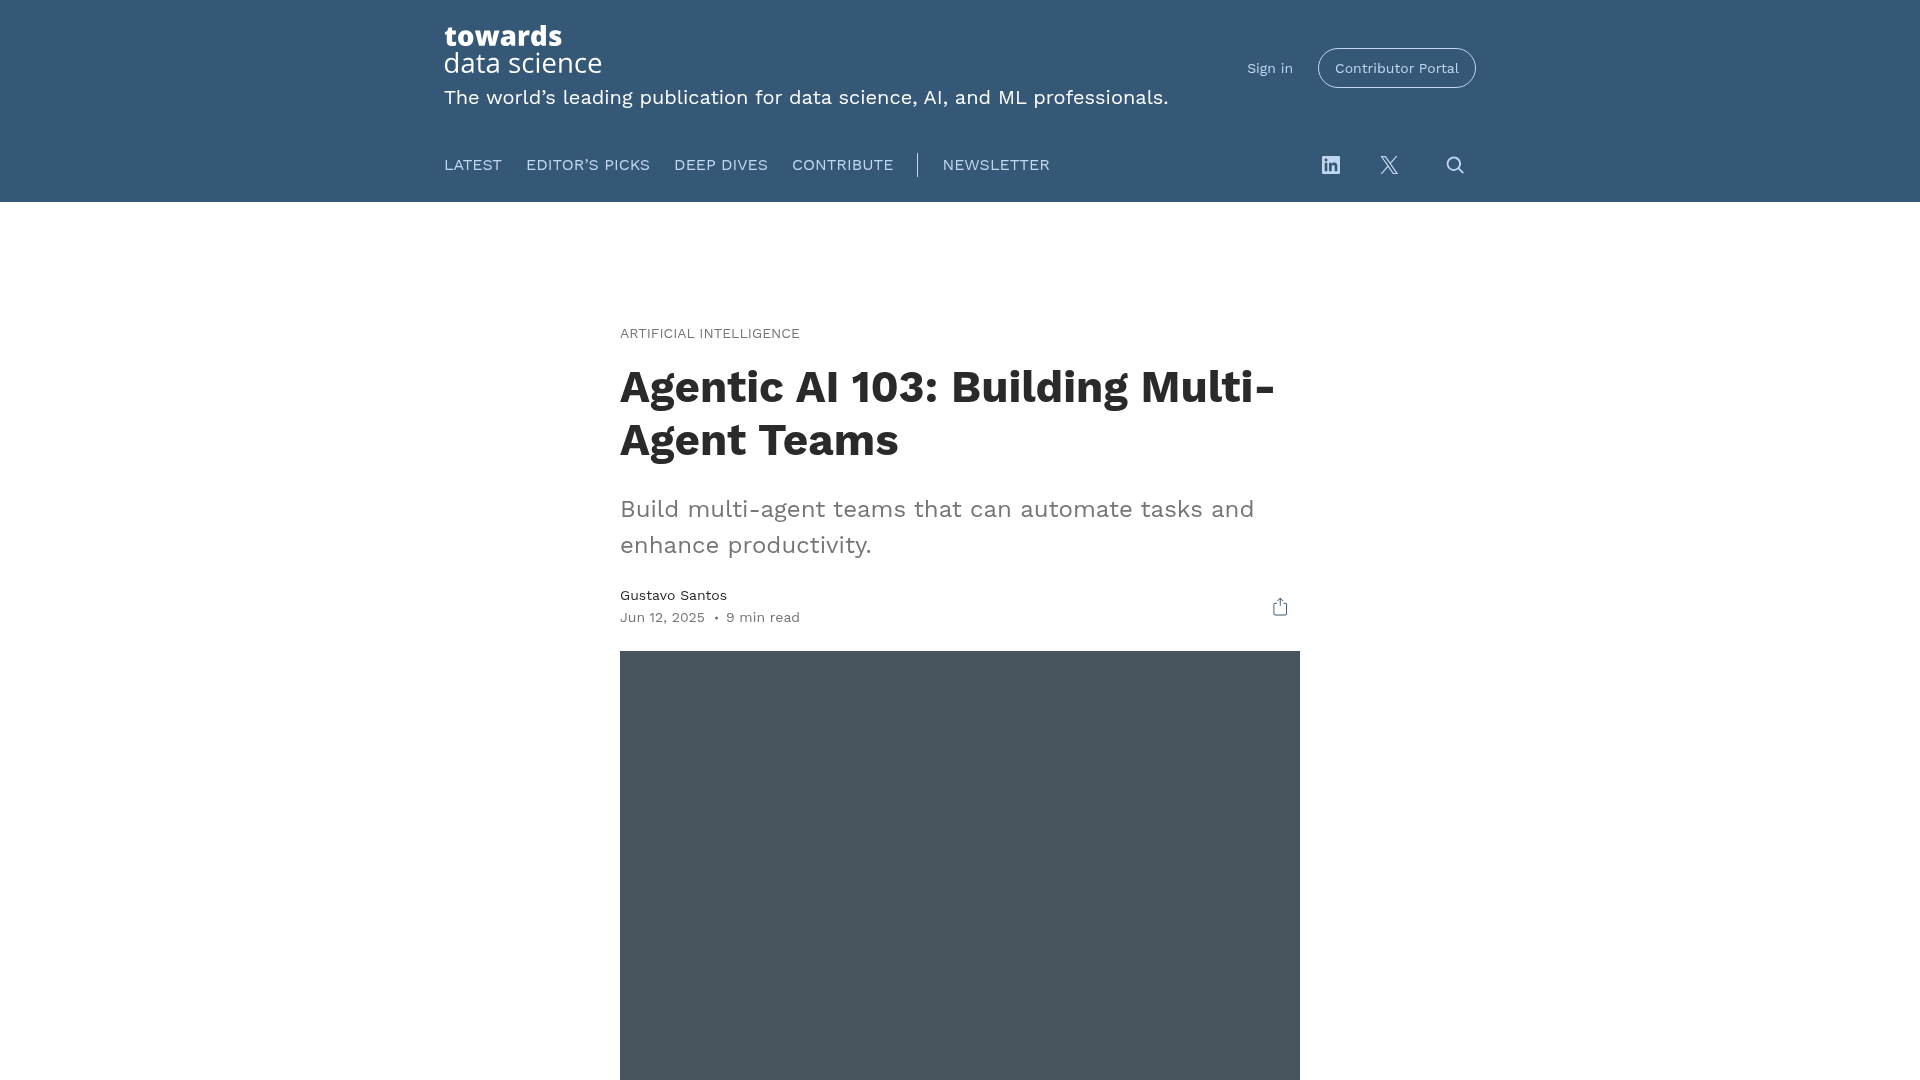 towards
data science
The world’s leading publication for data science, AI, and ML professionals.
Sign in
Contributor Portal
LATEST
EDITOR’S PICKS
DEEP DIVES
CONTRIBUTE
NEWSLETTER
ARTIFICIAL INTELLIGENCE
Agentic AI 103: Building Multi-
Agent Teams
Build multi-agent teams that can automate tasks and
enhance productivity.
Gustavo Santos
Jun 12, 2025 • 9 min read